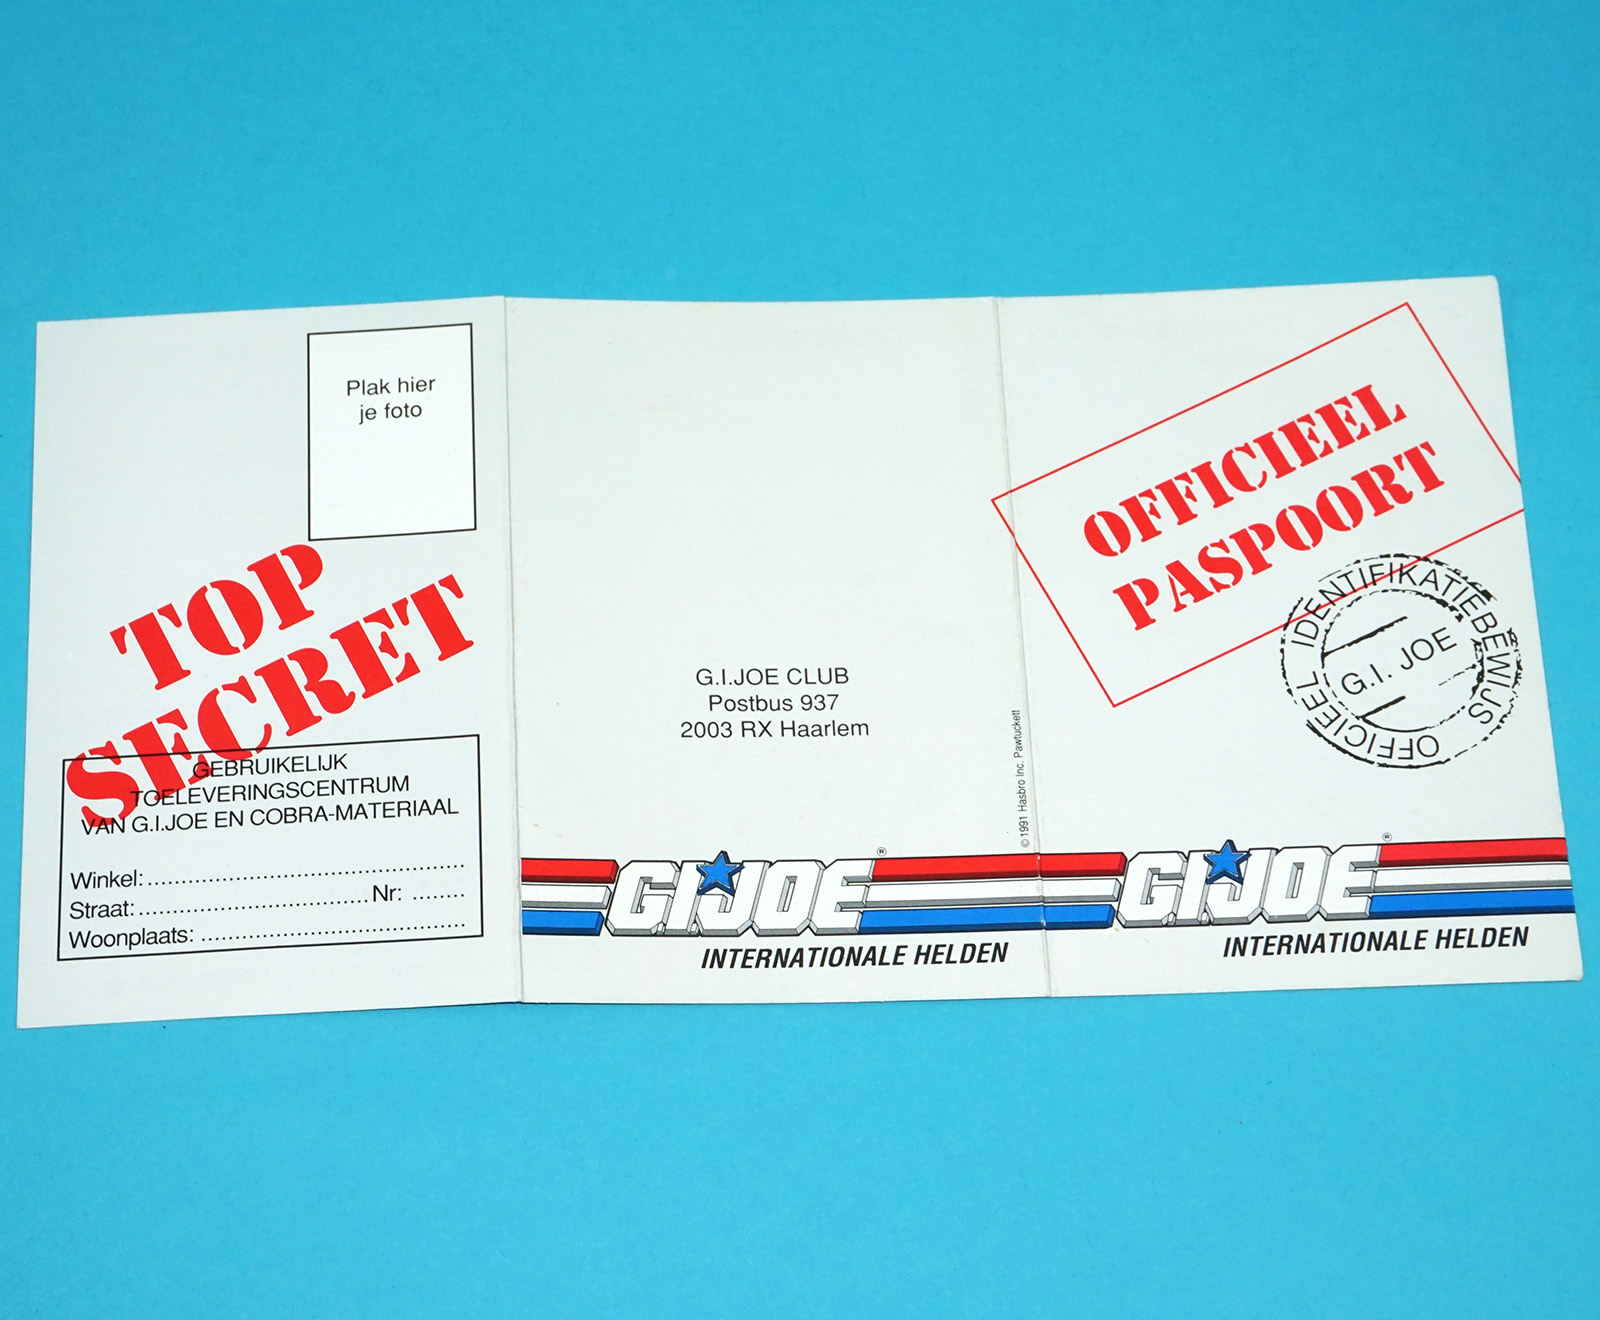 Plak hier
je foto
TOP
SECRET
GEBRUIKELIJK
TOELEVERINGSCENTRUM
VAN G.I.JOE EN COBRA-MATERIAAL
Winkel:
Straat: Nr:
Woonplaats:
G.I.JOE CLUB
Postbus 937
2003 RX Haarlem
© 1991 Hasbro Inc. Pawtuckett
G.I.JOE ®
INTERNATIONALE HELDEN
OFFICIEEL
PASPOORT
OFFICIEEL IDENTIFIKATIEBEWIJS
G.I. JOE
G.I.JOE ®
INTERNATIONALE HELDEN